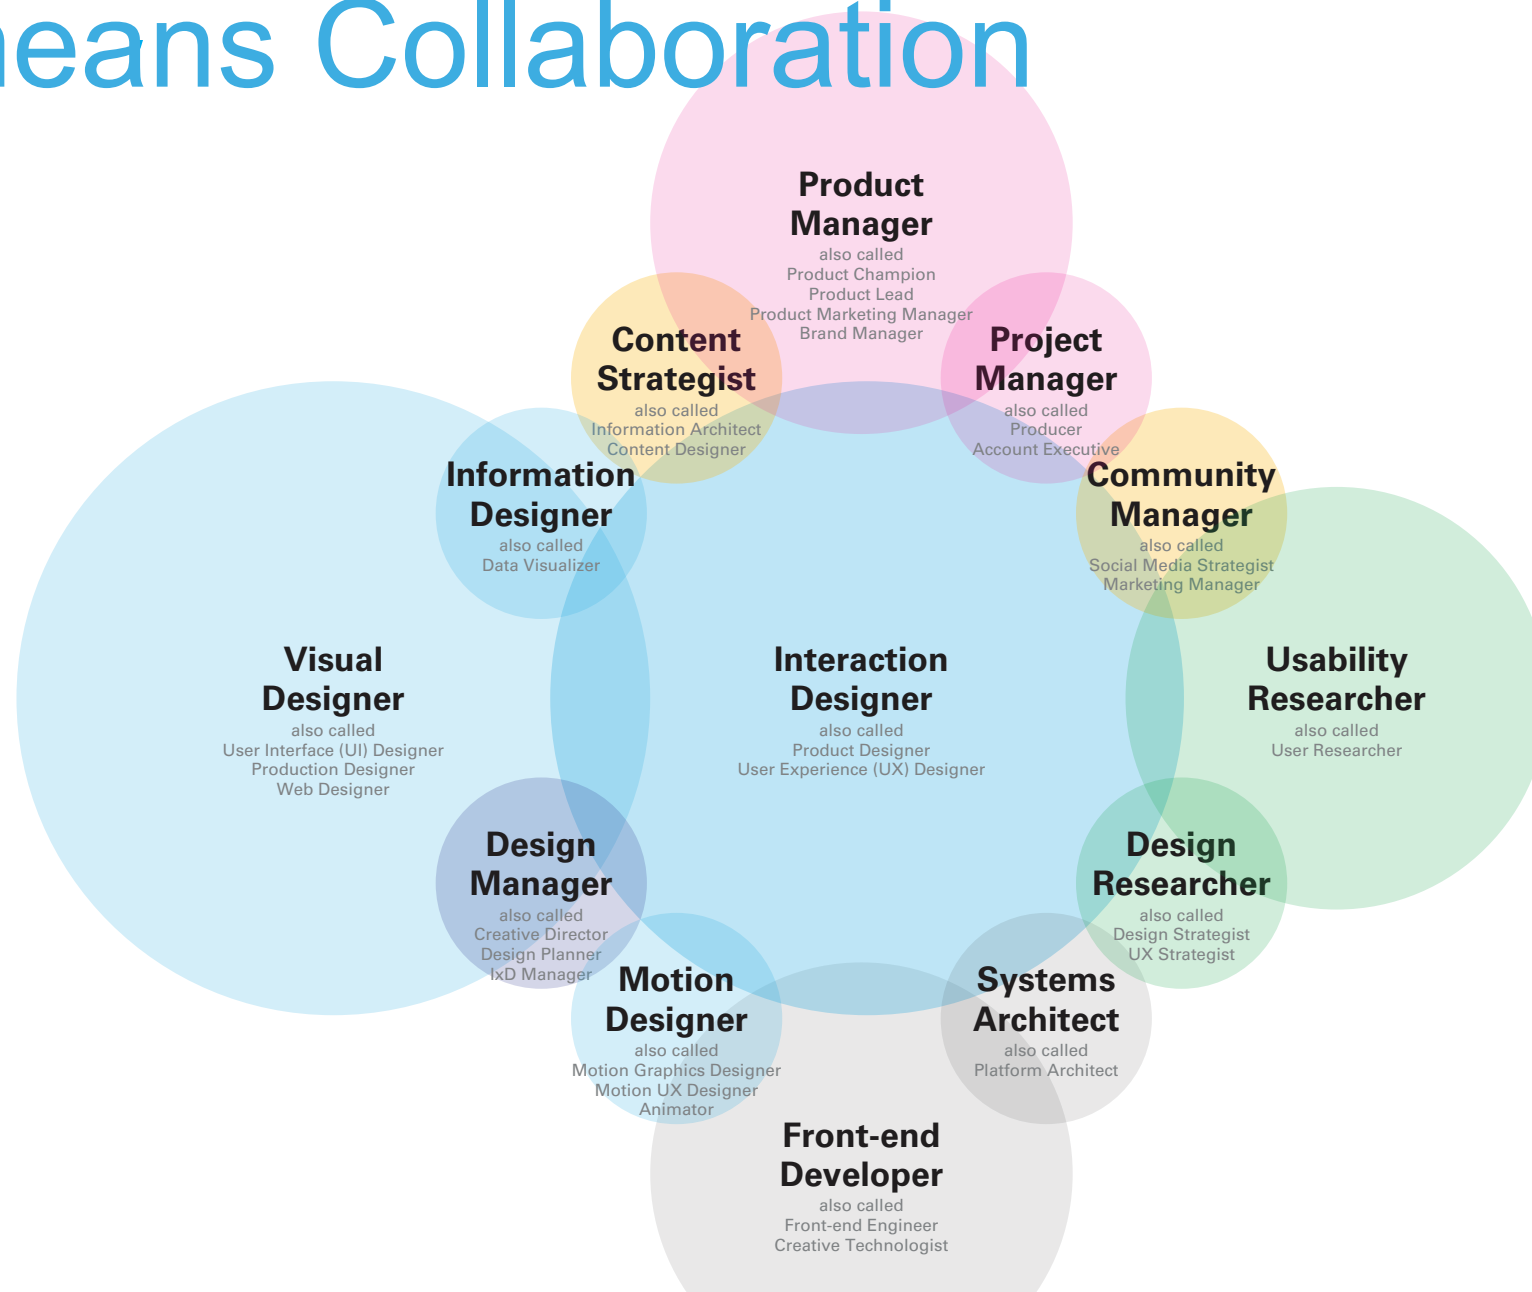 means Collaboration
Product
Manager
also called
Product Champion
Product Lead
Product Marketing Manager
Brand Manager
Content
Strategist
also called
Information Architect
Content Designer
Project
Manager
also called
Producer
Account Executive
Information
Designer
also called
Data Visualizer
Community
Manager
also called
Social Media Strategist
Marketing Manager
Visual
Designer
also called
User Interface (UI) Designer
Production Designer
Web Designer
Interaction
Designer
also called
Product Designer
User Experience (UX) Designer
Usability
Researcher
also called
User Researcher
Design
Manager
also called
Creative Director
Design Planner
IxD Manager
Design
Researcher
also called
Design Strategist
UX Strategist
Motion
Designer
also called
Motion Graphics Designer
Motion UX Designer
Animator
Systems
Architect
also called
Platform Architect
Front-end
Developer
also called
Front-end Engineer
Creative Technologist